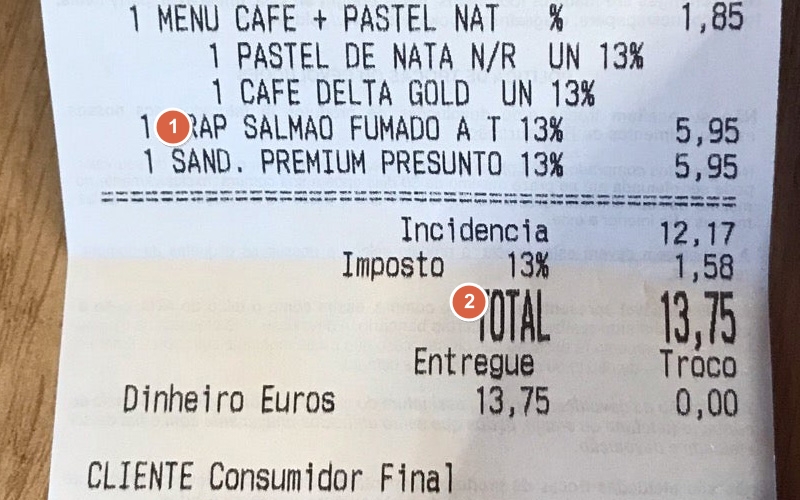 1 MENU CAFE + PASTEL NAT % 1,85
1 PASTEL DE NATA N/R UN 13%
1 CAFE DELTA GOLD UN 13%
1 1 RAP SALMAO FUMADO A T 13% 5,95
1 SAND. PREMIUM PRESUNTO 13% 5,95
================================================
Incidencia 12,17
Imposto 13% 1,58
2 TOTAL 13,75
Entregue Troco
Dinheiro Euros 13,75 0,00
CLIENTE Consumidor Final